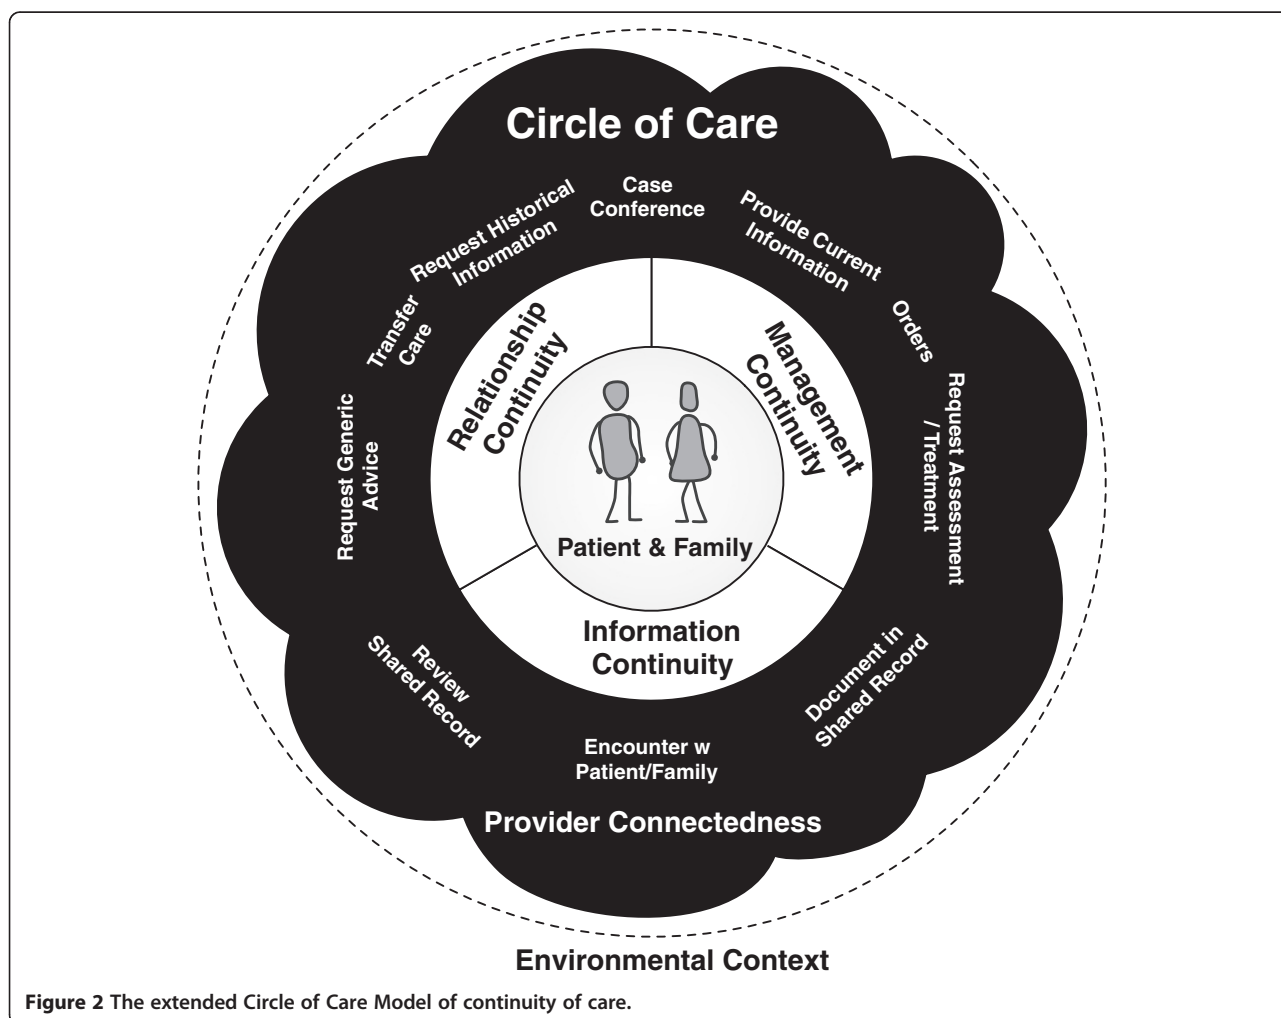 Circle of Care
Case
Conference
Provide Current
Information
Orders
Request Assessment
/ Treatment
Document in
Shared Record
Encounter w
Patient/Family
Review
Shared Record
Request Generic
Advice
Transfer
Care
Request Historical
Information
Relationship
Continuity
Management
Continuity
Information
Continuity
Patient & Family
Provider Connectedness
Environmental Context
Figure 2 The extended Circle of Care Model of continuity of care.